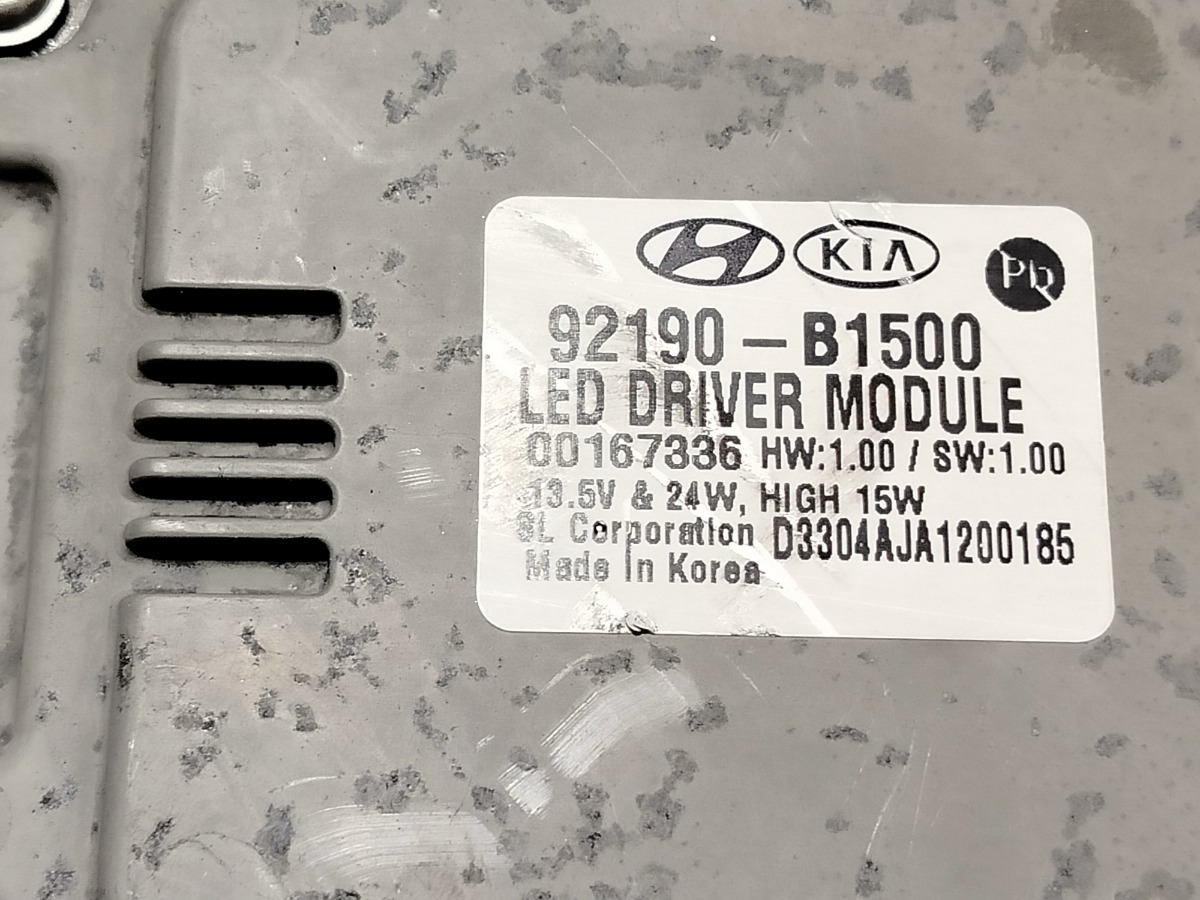 KIA
92190-B1500
LED DRIVER MODULE
00167336 HW:1.00 / SW:1.00
13.5V & 24W, HIGH 15W
SL Corporation D3304AJA1200185
Made In Korea